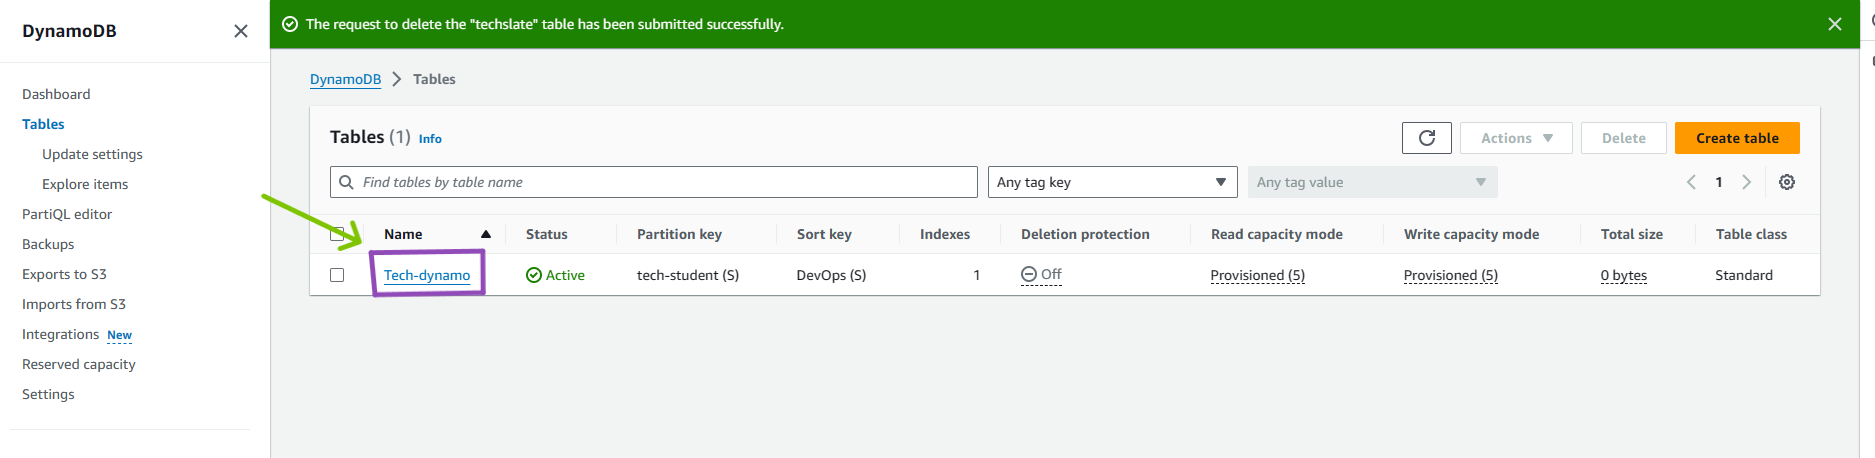 DynamoDB
The request to delete the "techslate" table has been submitted successfully.
Dashboard
Tables
Update settings
Explore items
PartiQL editor
Backups
Exports to S3
Imports from S3
Integrations New
Reserved capacity
Settings
DynamoDB > Tables
Tables (1) Info
Actions Delete Create table
Find tables by table name Any tag key Any tag value 1
Name Status Partition key Sort key Indexes Deletion protection Read capacity mode Write capacity mode Total size Table class
Tech-dynamo Active tech-student (S) DevOps (S) 1 Off Provisioned (5) Provisioned (5) 0 bytes Standard